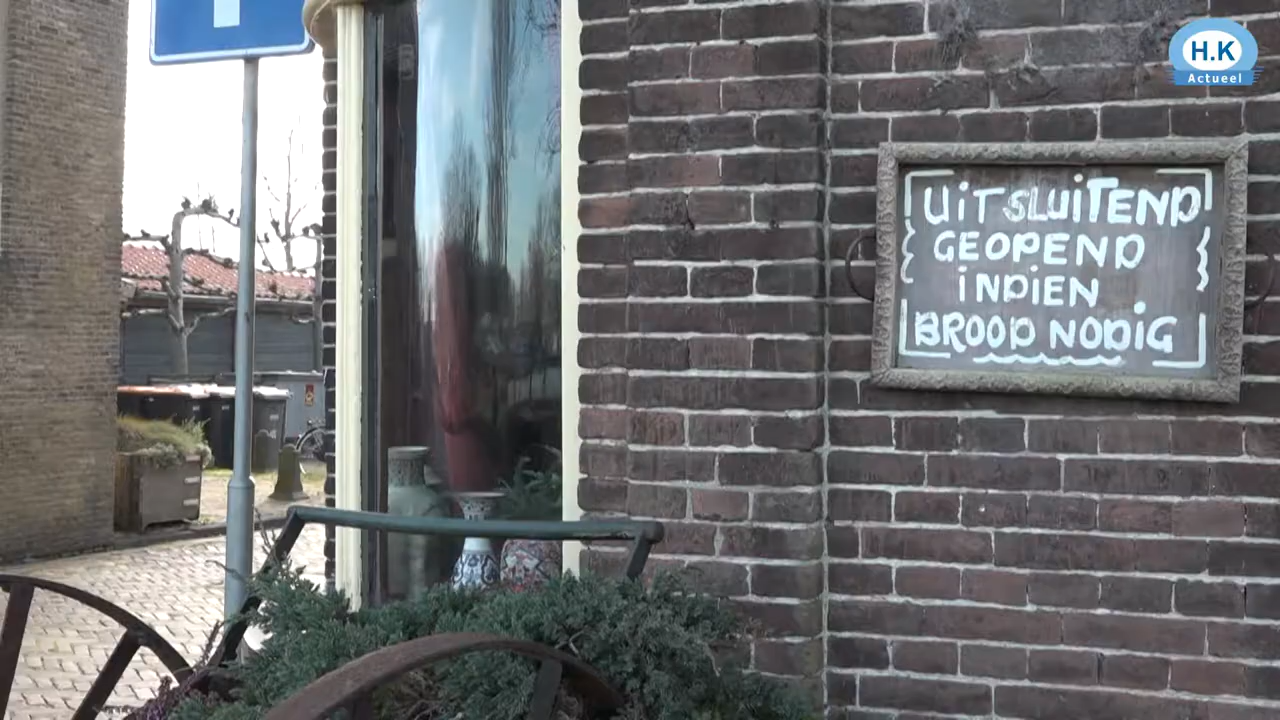 H.K
Actueel
UiTSLUiTEND
GEOPEND
iNDiEN
BROOD NODiG